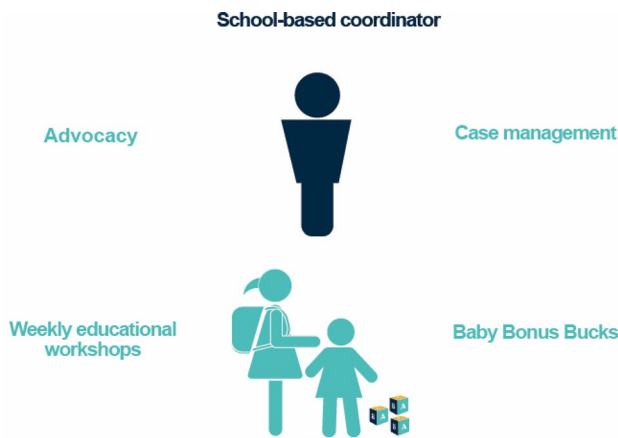 School-based coordinator
Advocacy
Case management
Weekly educational
workshops
Baby Bonus Bucks